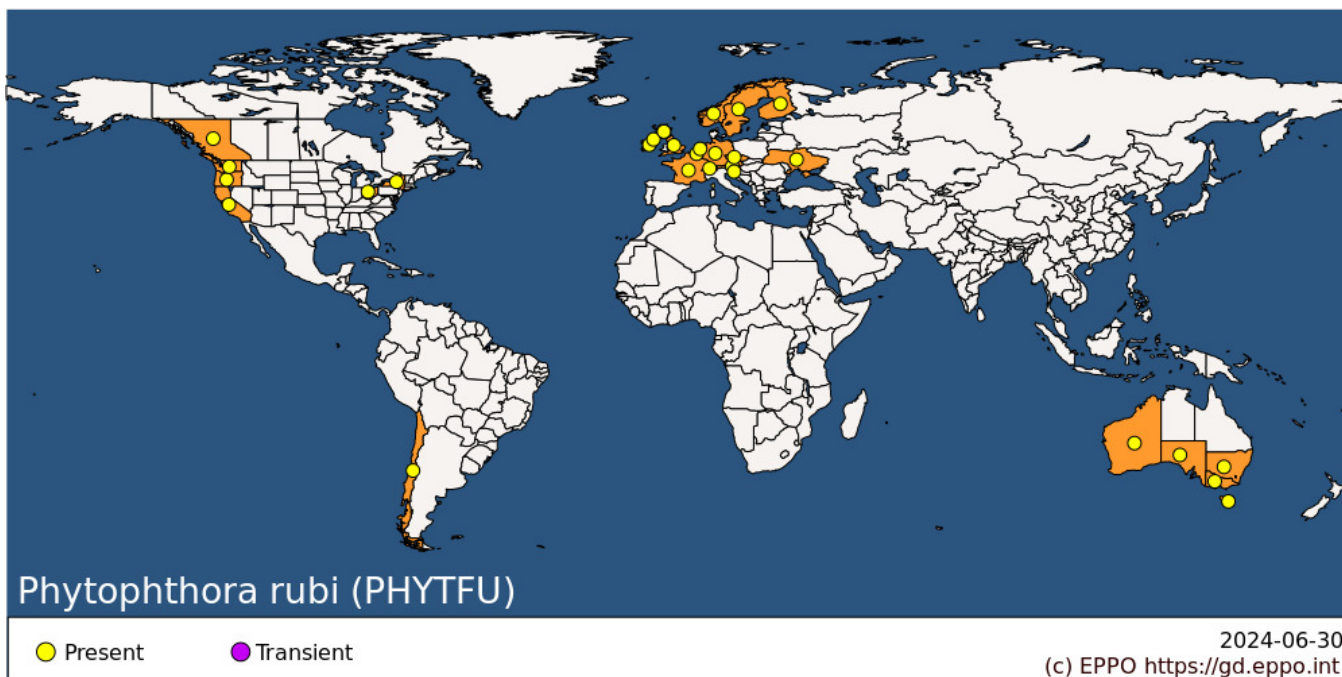 Phytophthora rubi (PHYTFU)
Present
Transient
2024-06-30
(c) EPPO https://gd.eppo.int